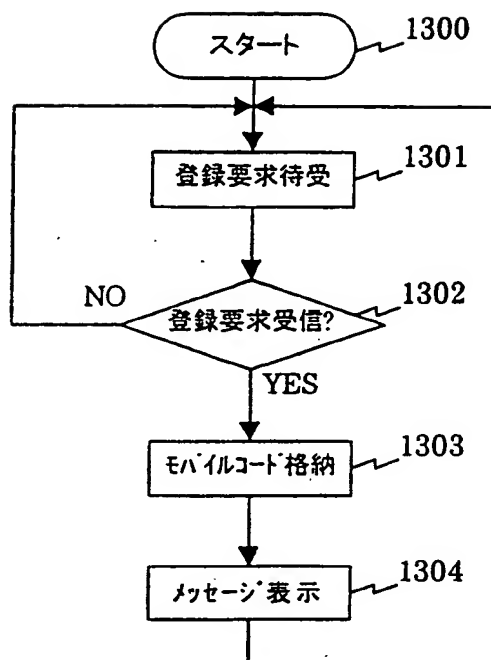 スタート
1300
登録要求待受
1301
登録要求受信?
1302
NO
YES
モバイルコード格納
1303
メッセージ表示
1304